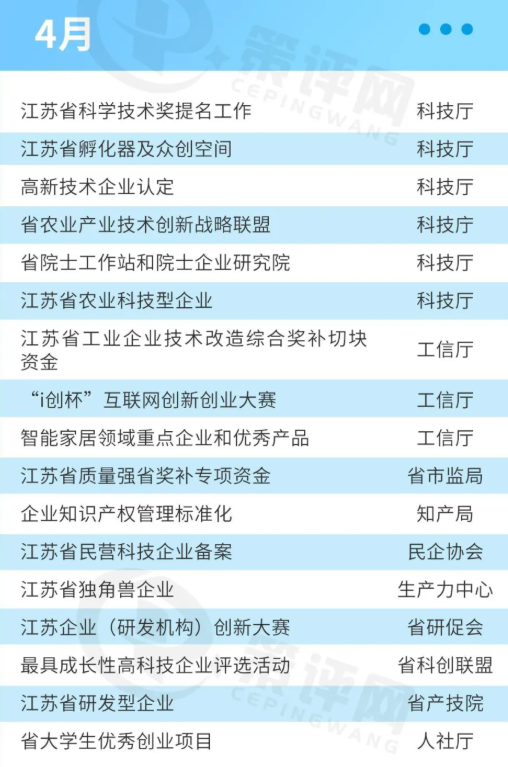 4月
策评网
CEPINGWANG
江苏省科学技术奖提名工作 科技厅
江苏省孵化器及众创空间 科技厅
高新技术企业认定 科技厅
省农业产业技术创新战略联盟 科技厅
省院士工作站和院士企业研究院 科技厅
江苏省农业科技型企业 科技厅
江苏省工业企业技术改造综合奖补切块
资金 工信厅
“i创杯”互联网创新创业大赛 工信厅
智能家居领域重点企业和优秀产品 工信厅
江苏省质量强省奖补专项资金 省市监局
企业知识产权管理标准化 知产局
江苏省民营科技企业备案 民企协会
江苏省独角兽企业 生产力中心
江苏企业（研发机构）创新大赛 省研促会
最具成长性高科技企业评选活动 省科创联盟
策评网
CEPINGWANG
江苏省研发型企业 省产技院
省大学生优秀创业项目 人社厅